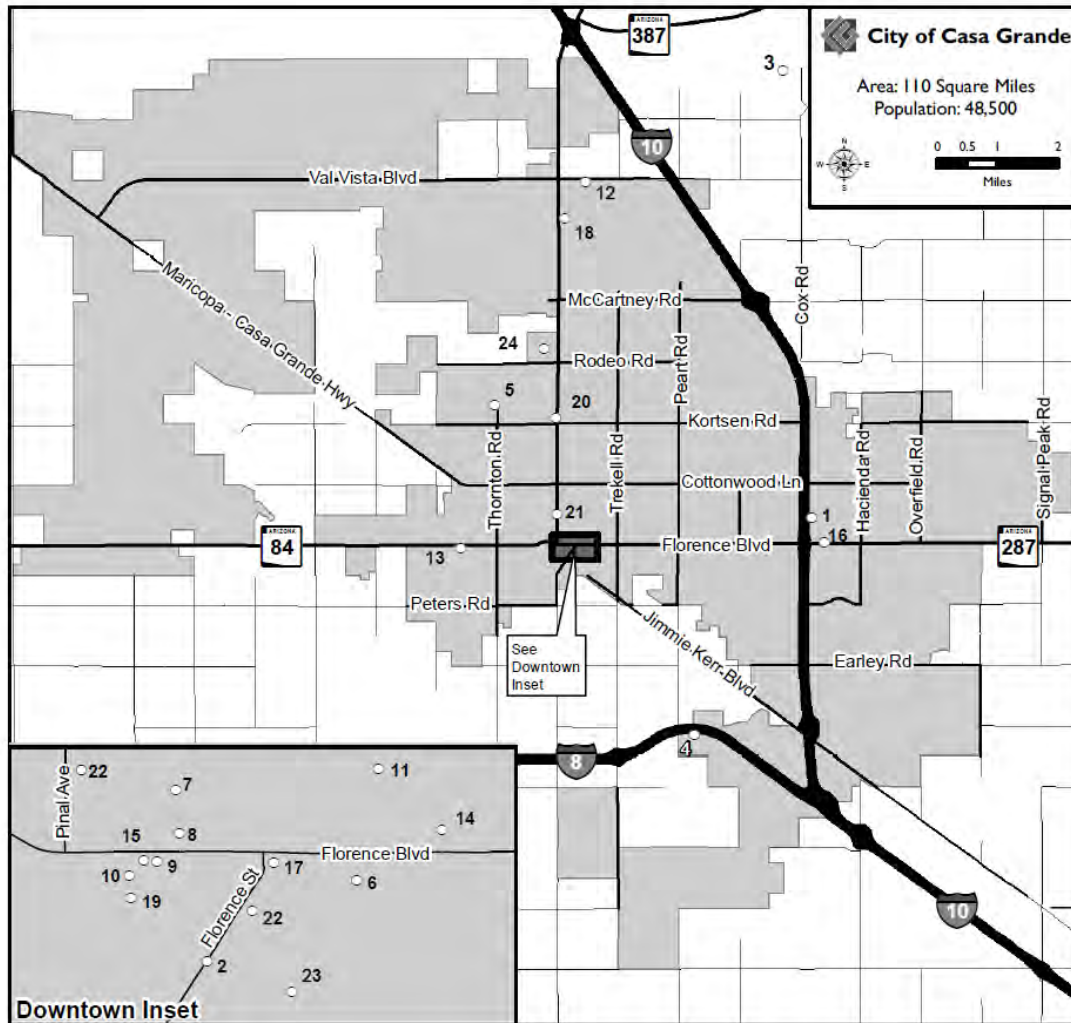 ARIZONA
387
City of Casa Grande
Area: 110 Square Miles
Population: 48,500
N
W E
S
0 0.5 1 2
Miles
3
10
Val Vista Blvd
12
18
Maricopa - Casa Grande Hwy
McCartney Rd
Cox Rd
24
Rodeo Rd
Peart Rd
5
20
Kortsen Rd
Thornton Rd
Trekell Rd
Cottonwood Ln
Hacienda Rd
Overfield Rd
Signal Peak Rd
21
1
ARIZONA
84
13
Florence Blvd
16
ARIZONA
287
Peters Rd
See
Downtown
Inset
Jimmie Kerr Blvd
Earley Rd
4
8
10
Pinal Ave
22
7
11
15
8
14
Florence Blvd
10
9
17
6
19
Florence St
22
2
23
Downtown Inset